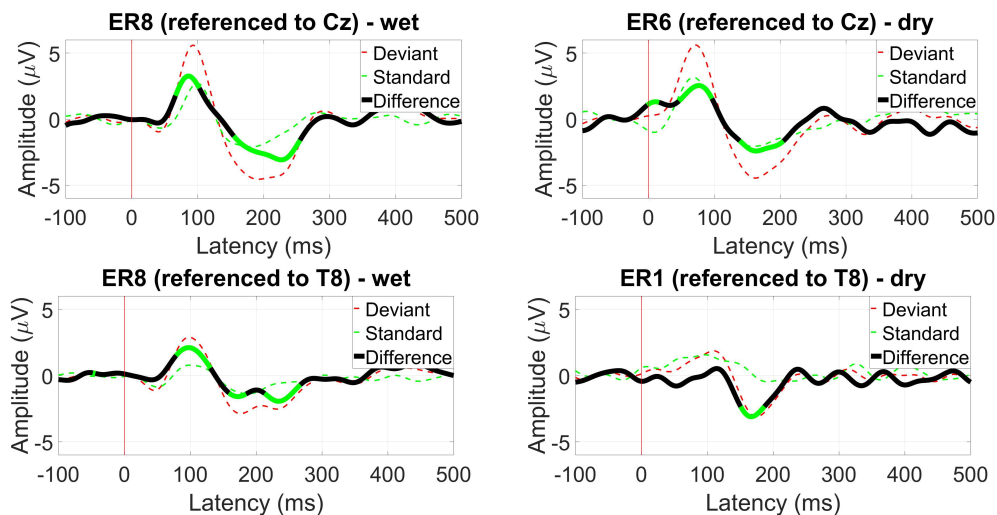 ER8 (referenced to Cz) - wet
Amplitude (μV)
5
0
-5
Deviant
Standard
Difference
-100 0 100 200 300 400 500
Latency (ms)
ER6 (referenced to Cz) - dry
Amplitude (μV)
5
0
-5
Deviant
Standard
Difference
-100 0 100 200 300 400 500
Latency (ms)
ER8 (referenced to T8) - wet
Amplitude (μV)
5
0
-5
Deviant
Standard
Difference
-100 0 100 200 300 400 500
Latency (ms)
ER1 (referenced to T8) - dry
Amplitude (μV)
5
0
-5
Deviant
Standard
Difference
-100 0 100 200 300 400 500
Latency (ms)